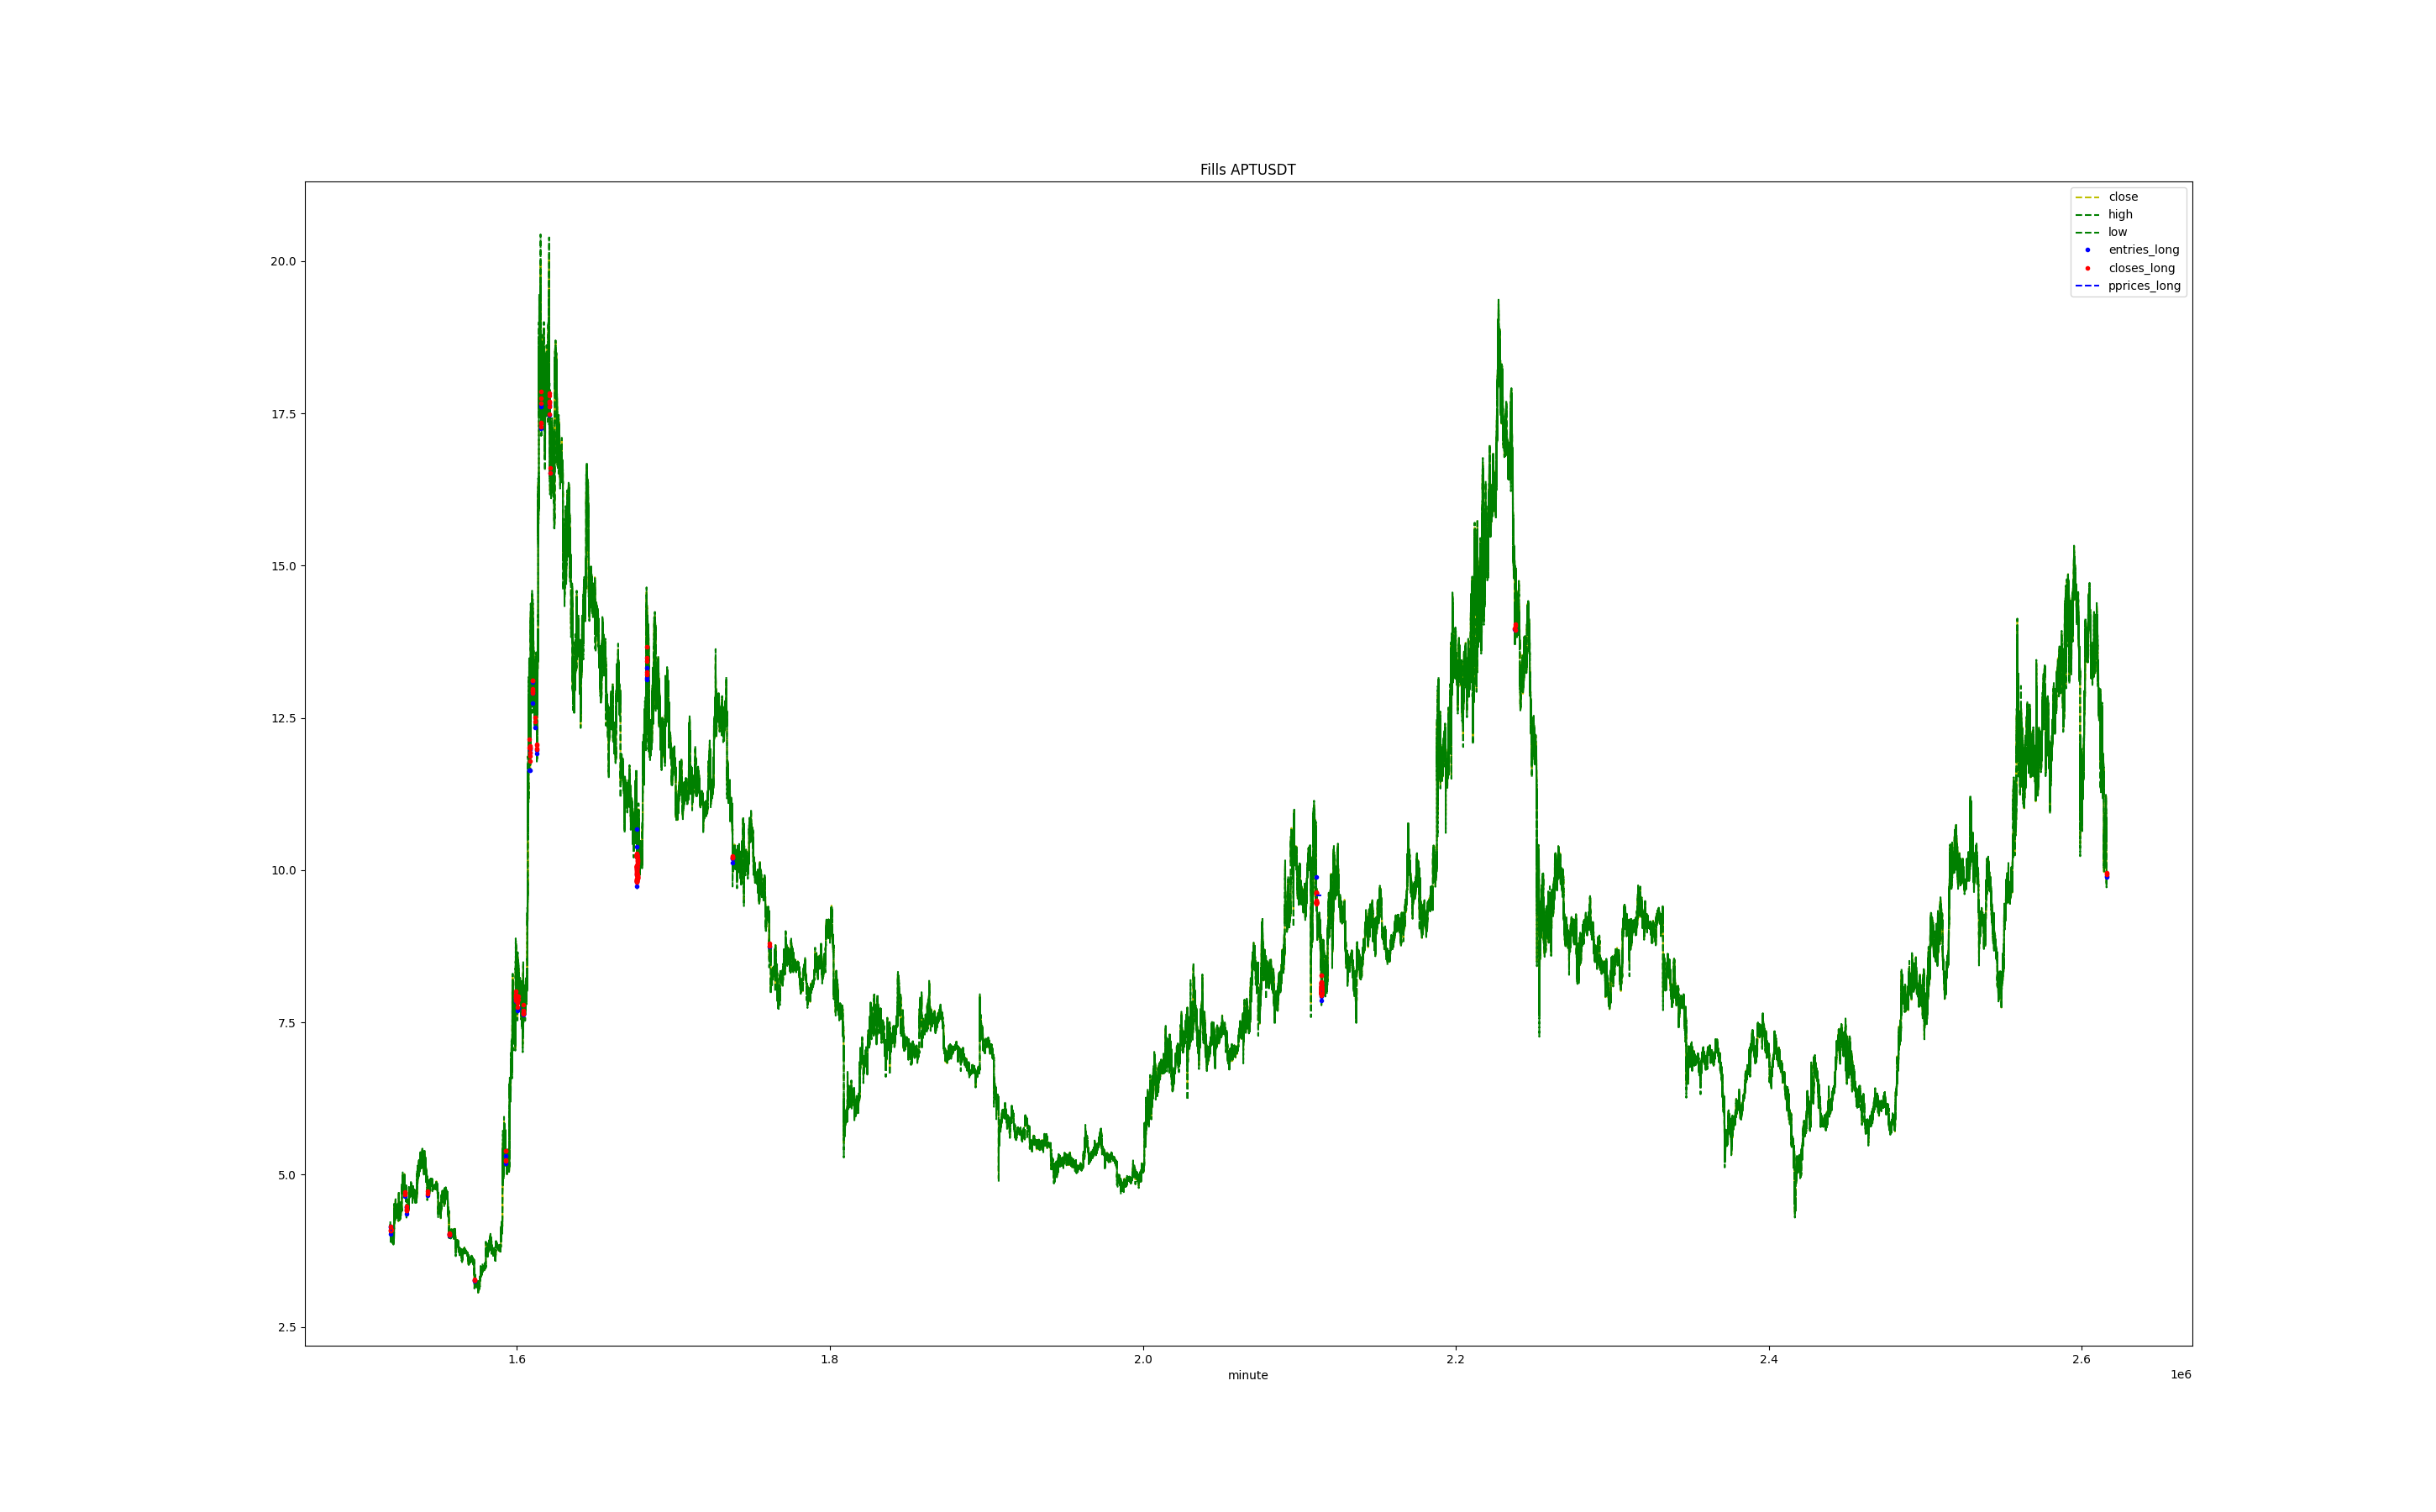 Fills APTUSDT
close
high
low
entries_long
closes_long
pprices_long
20.0
17.5
15.0
12.5
10.0
7.5
5.0
2.5
1.6 1.8 2.0 2.2 2.4 2.6
minute
1e6